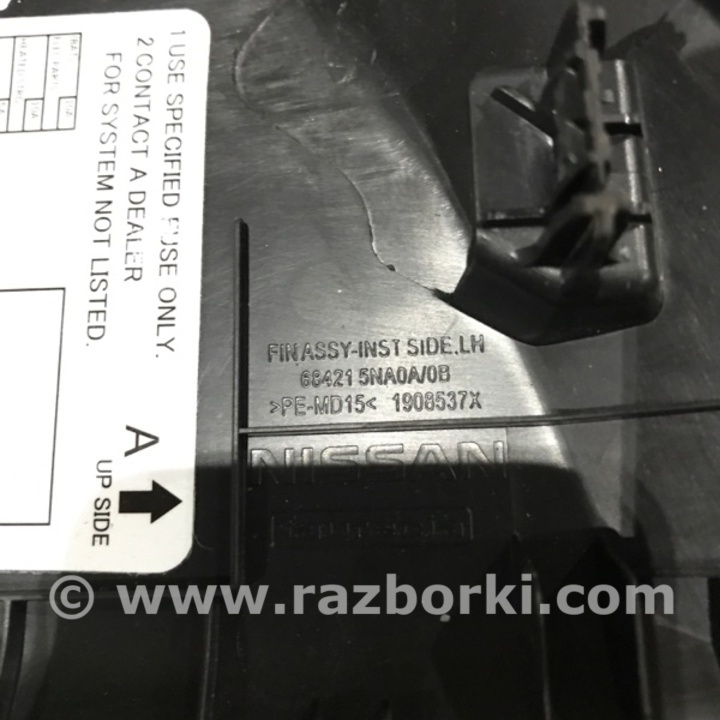 1 USE SPECIFIED FUSE ONLY.
2 CONTACT A DEALER
FOR SYSTEM NOT LISTED.
A
UP SIDE
FIN ASSY-INST SIDE.LH
68421 5NA0A/0B
>PE-MD15< 1908537X
NISSAN
© www.razborki.com